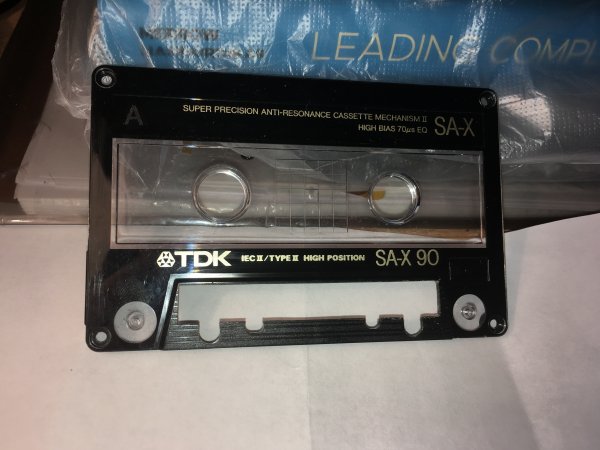 LEADING COMPL
A
SUPER PRECISION ANTI-RESONANCE CASSETTE MECHANISM II
HIGH BIAS 70µs EQ SA-X
TDK IEC II/TYPE II HIGH POSITION SA-X 90